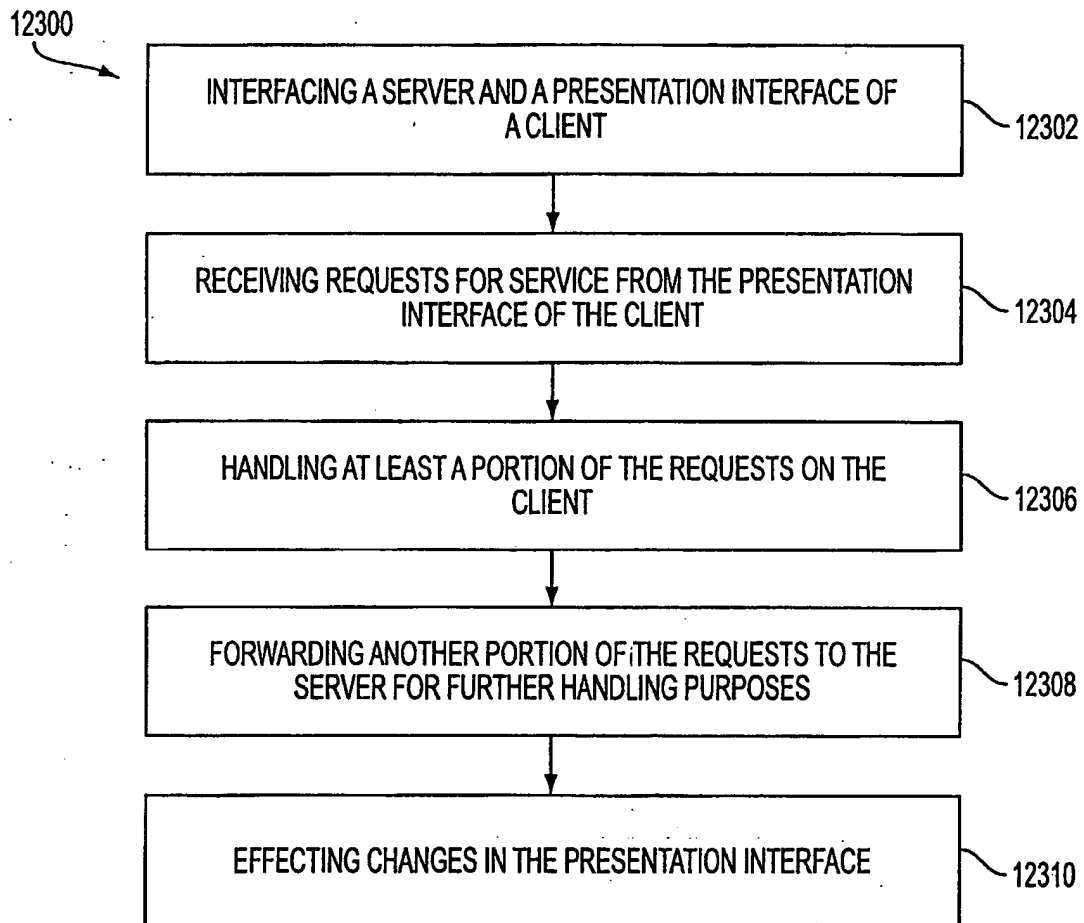 12300
INTERFACING A SERVER AND A PRESENTATION INTERFACE OF
A CLIENT
12302
RECEIVING REQUESTS FOR SERVICE FROM THE PRESENTATION
INTERFACE OF THE CLIENT
12304
HANDLING AT LEAST A PORTION OF THE REQUESTS ON THE
CLIENT
12306
FORWARDING ANOTHER PORTION OF THE REQUESTS TO THE
SERVER FOR FURTHER HANDLING PURPOSES
12308
EFFECTING CHANGES IN THE PRESENTATION INTERFACE
12310